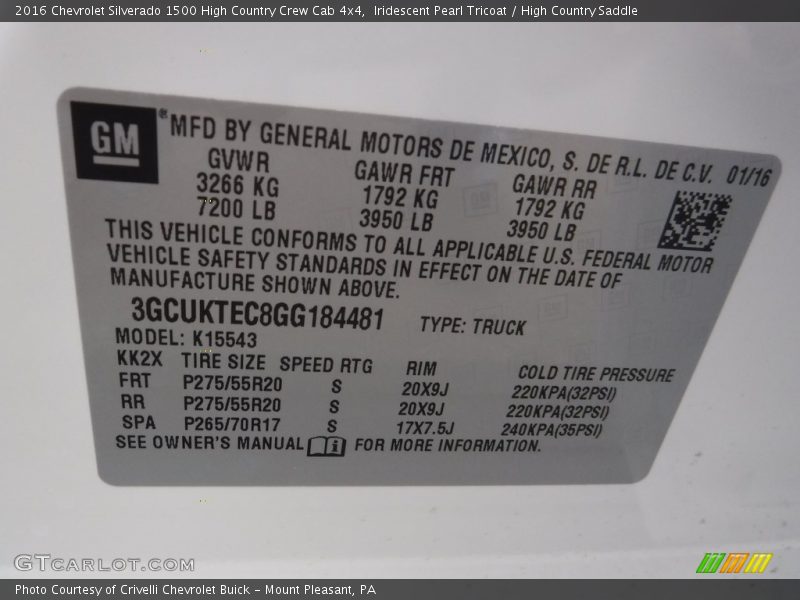 2016 Chevrolet Silverado 1500 High Country Crew Cab 4x4,  Iridescent Pearl Tricoat / High Country Saddle
GM ® MFD BY GENERAL MOTORS DE MEXICO, S. DE R.L. DE C.V. 01/16
GVWR GAWR FRT GAWR RR
3266 KG 1792 KG 1792 KG
7200 LB 3950 LB 3950 LB
THIS VEHICLE CONFORMS TO ALL APPLICABLE U.S. FEDERAL MOTOR
VEHICLE SAFETY STANDARDS IN EFFECT ON THE DATE OF
MANUFACTURE SHOWN ABOVE.
3GCUKTEC8GG184481 TYPE: TRUCK
MODEL: K15543
KK2X TIRE SIZE SPEED RTG RIM COLD TIRE PRESSURE
FRT P275/55R20 S 20X9J 220KPA(32PSI)
RR P275/55R20 S 20X9J 220KPA(32PSI)
SPA P265/70R17 S 17X7.5J 240KPA(35PSI)
SEE OWNER'S MANUAL i FOR MORE INFORMATION.
GTCARLOT.COM
Photo Courtesy of Crivelli Chevrolet Buick – Mount Pleasant, PA